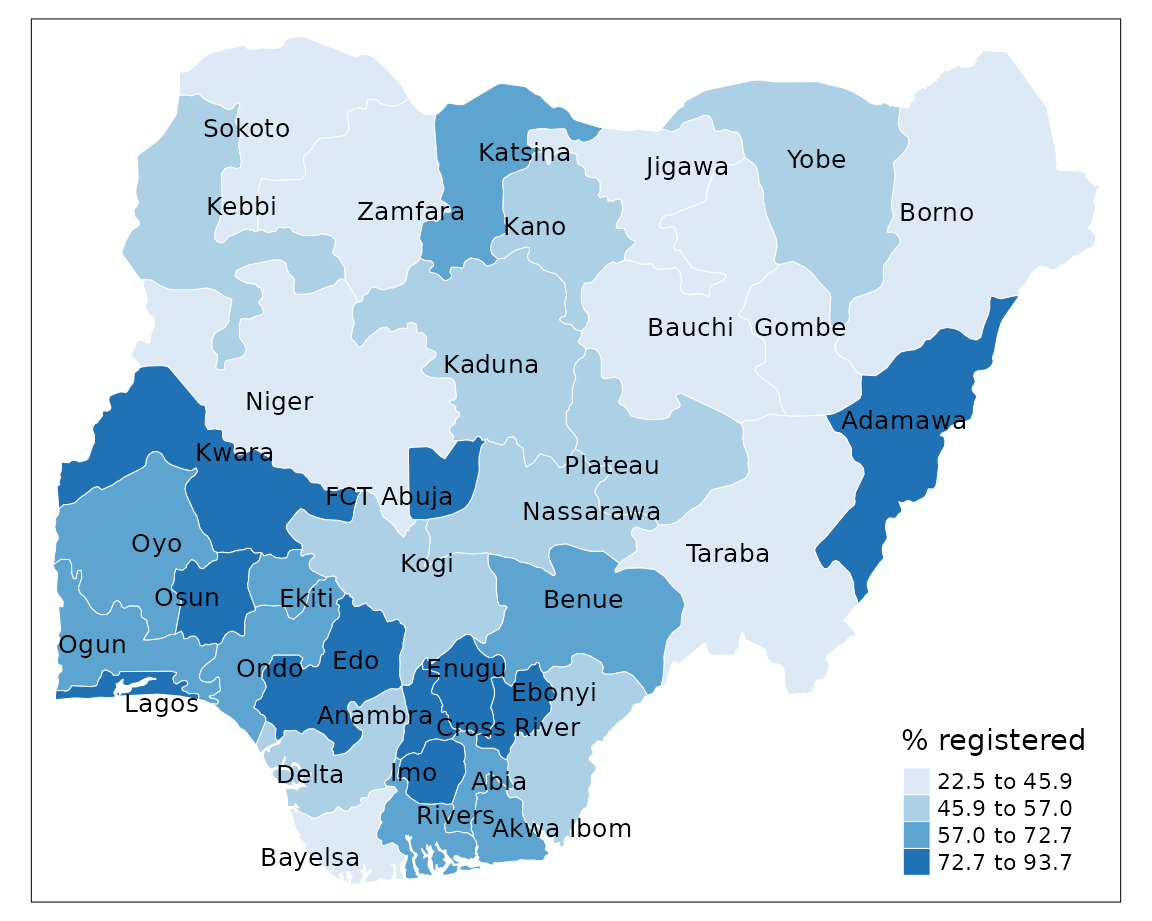 Sokoto
Katsina
Jigawa
Yobe
Kebbi
Zamfara
Kano
Borno
Bauchi
Gombe
Kaduna
Niger
Adamawa
Kwara
Plateau
FCT Abuja
Nassarawa
Oyo
Kogi
Taraba
Osun
Ekiti
Benue
Ogun
Ondo
Edo
Enugu
Ebonyi
Lagos
Anambra
Cross River
Delta
Imo
Abia
Rivers
Akwa Ibom
Bayelsa
% registered
22.5 to 45.9
45.9 to 57.0
57.0 to 72.7
72.7 to 93.7